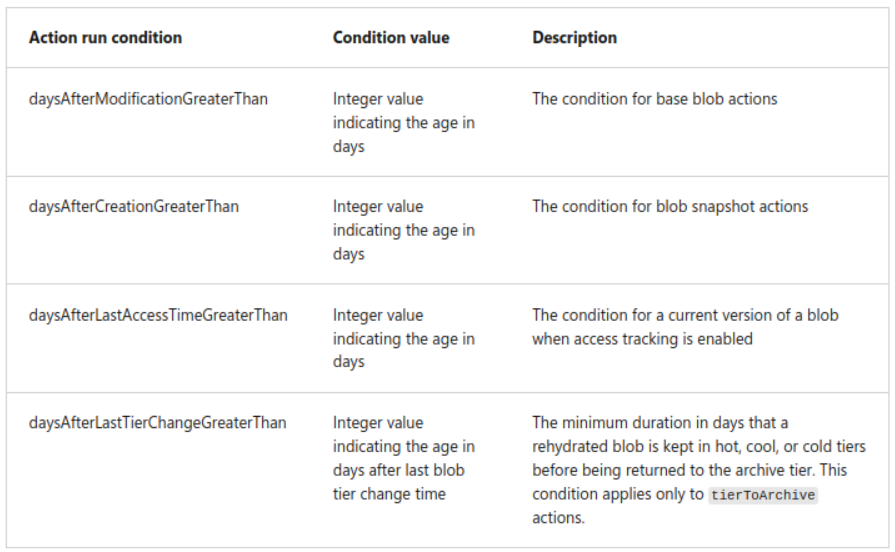 Action run condition Condition value Description
daysAfterModificationGreaterThan Integer value The condition for base blob actions
indicating the age in
days
daysAfterCreationGreaterThan Integer value The condition for blob snapshot actions
indicating the age in
days
daysAfterLastAccessTimeGreaterThan Integer value The condition for a current version of a blob
indicating the age in when access tracking is enabled
days
daysAfterLastTierChangeGreaterThan Integer value The minimum duration in days that a
indicating the age in rehydrated blob is kept in hot, cool, or cold tiers
days after last blob before being returned to the archive tier. This
tier change time condition applies only to tierToArchive
actions.